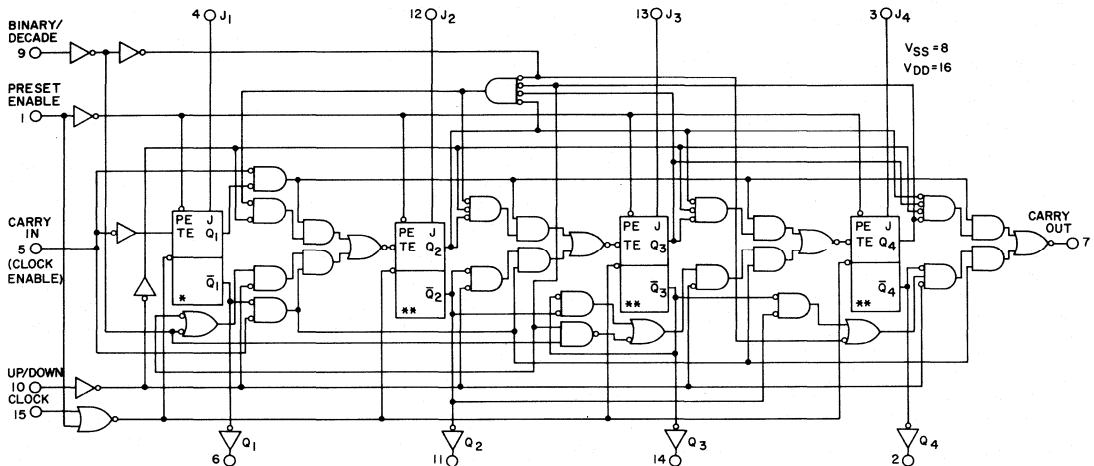 4 J1
12 J2
13 J3
3 J4
BINARY/
DECADE
9
VSS=8
VDD=16
PRESET
ENABLE
1
CARRY
IN
5
(CLOCK
ENABLE)
PE J
TE Q1
Q̅1
*
PE J
TE Q2
Q̅2
**
PE J
TE Q3
Q̅3
**
PE J
TE Q4
Q̅4
**
CARRY
OUT
7
UP/DOWN
10
CLOCK
15
Q1
6
Q2
11
Q3
14
Q4
2